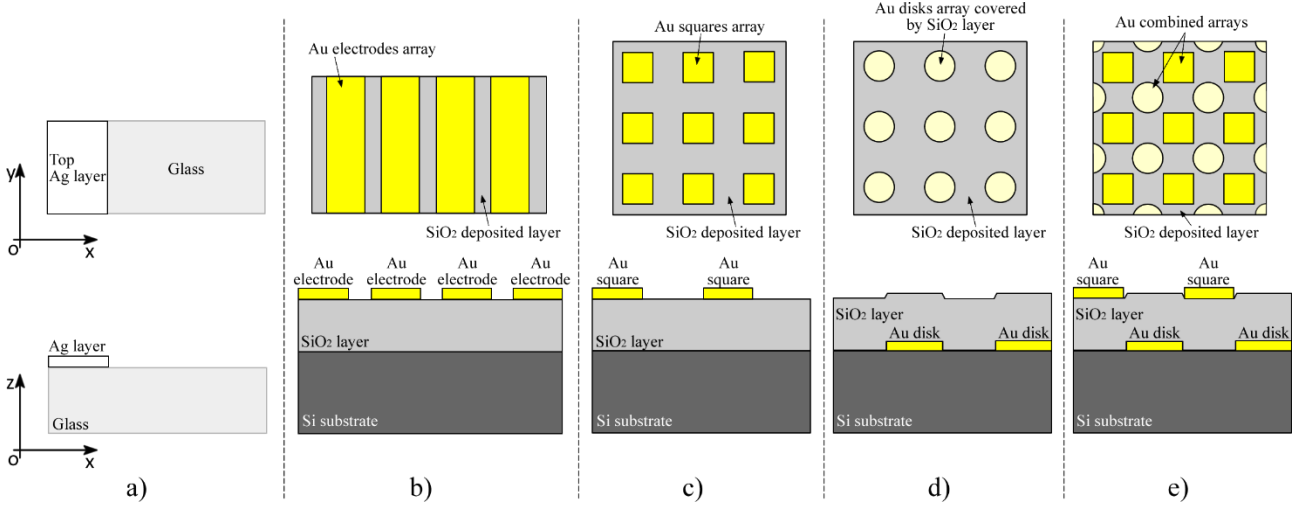 Top
Ag layer
Glass
y
o
x
Ag layer
Glass
z
o
x
a)
Au electrodes array
SiO2 deposited layer
Au
electrode
Au
electrode
Au
electrode
Au
electrode
SiO2 layer
Si substrate
b)
Au squares array
SiO2 deposited layer
Au
square
Au
square
SiO2 layer
Si substrate
c)
Au disks array covered
by SiO2 layer
SiO2 deposited layer
SiO2 layer
Au disk
Au disk
Si substrate
d)
Au combined arrays
SiO2 deposited layer
Au
square
Au
square
SiO2 layer
Au disk
Au disk
Si substrate
e)